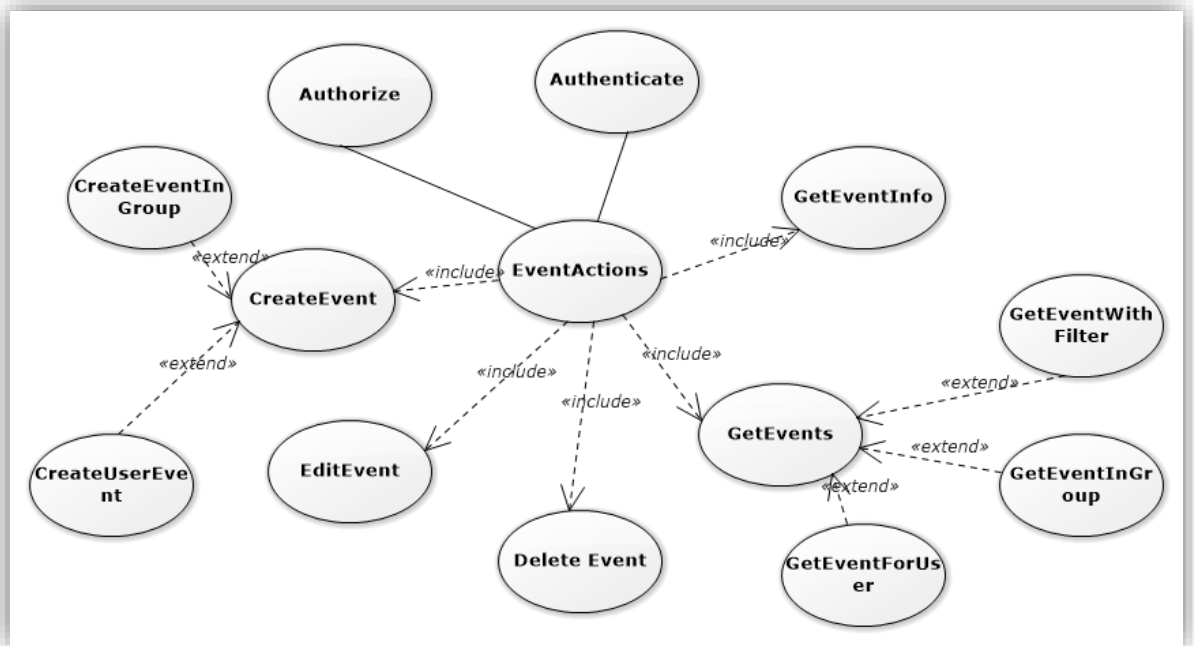 Authenticate
Authorize
CreateEventIn
Group
GetEventInfo
«include»
«extend»
EventActions
«include»
CreateEvent
GetEventWith
Filter
«include»
«extend»
«include»
«extend»
«include»
GetEvents
«extend»
EditEvent
CreateUserEve
nt
GetEventInGr
oup
«extend»
Delete Event
GetEventForUs
er